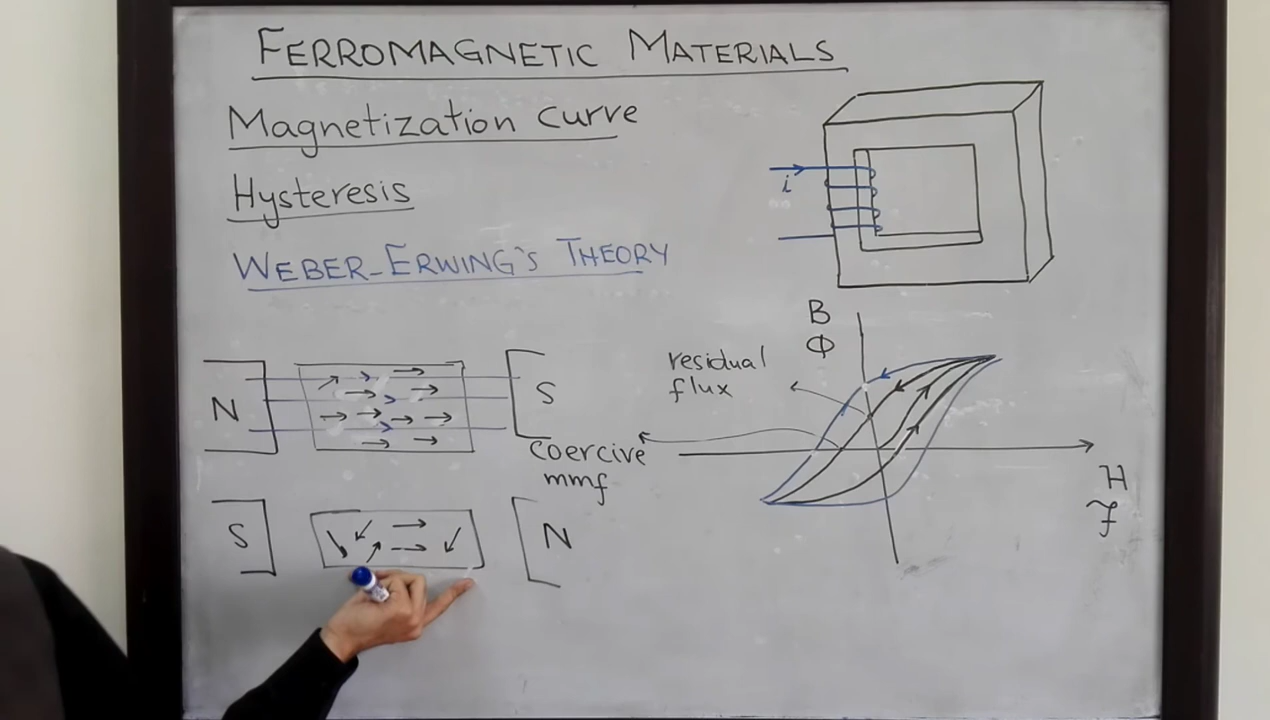 FERROMAGNETIC MATERIALS
Magnetization Curve
Hysteresis
WEBER-ERWING'S THEORY
i
N
S
S
N
residual
flux
coercive
mmf
B
Φ
H
ℱ